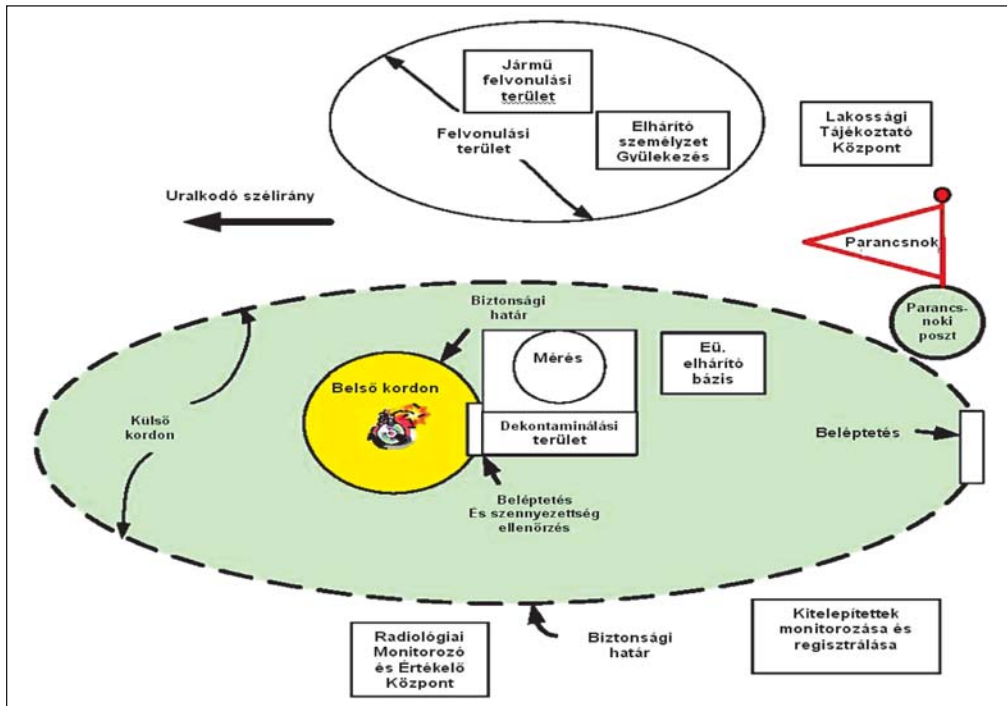 Jármű
felvonulási
terület
Felvonulási
terület
Elhárító
személyzet
Gyülekezés
Lakossági
Tájékoztató
Központ
Uralkodó szélirány
Parancsnok
Parancs-
noki
poszt
Biztonsági
határ
Mérés
Eü.
elhárító
bázis
Belső kordon
Külső
kordon
Dekontaminálási
terület
Beléptetés
Beléptetés
És szennyezettség
ellenőrzés
Radiológiai
Monitorozó
és Értékelő
Központ
Biztonsági
határ
Kitelepítettek
monitorozása és
regisztrálása